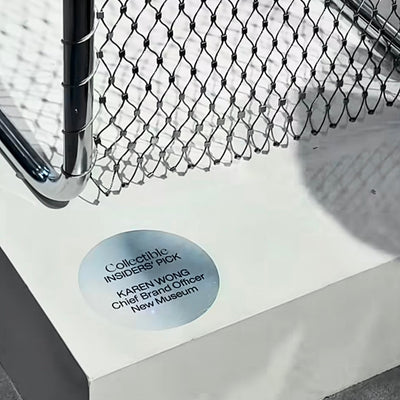 Collectible
INSIDERS' PICK
KAREN WONG
Chief Brand Officer
New Museum